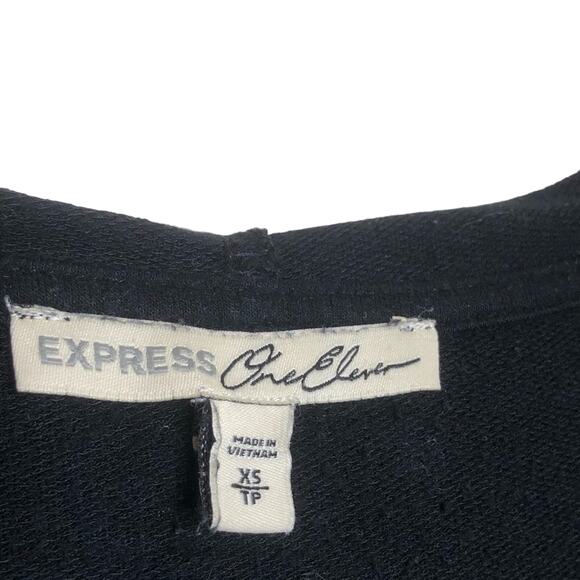 EXPRESS One Eleven
MADE IN
VIETNAM
XS
TP